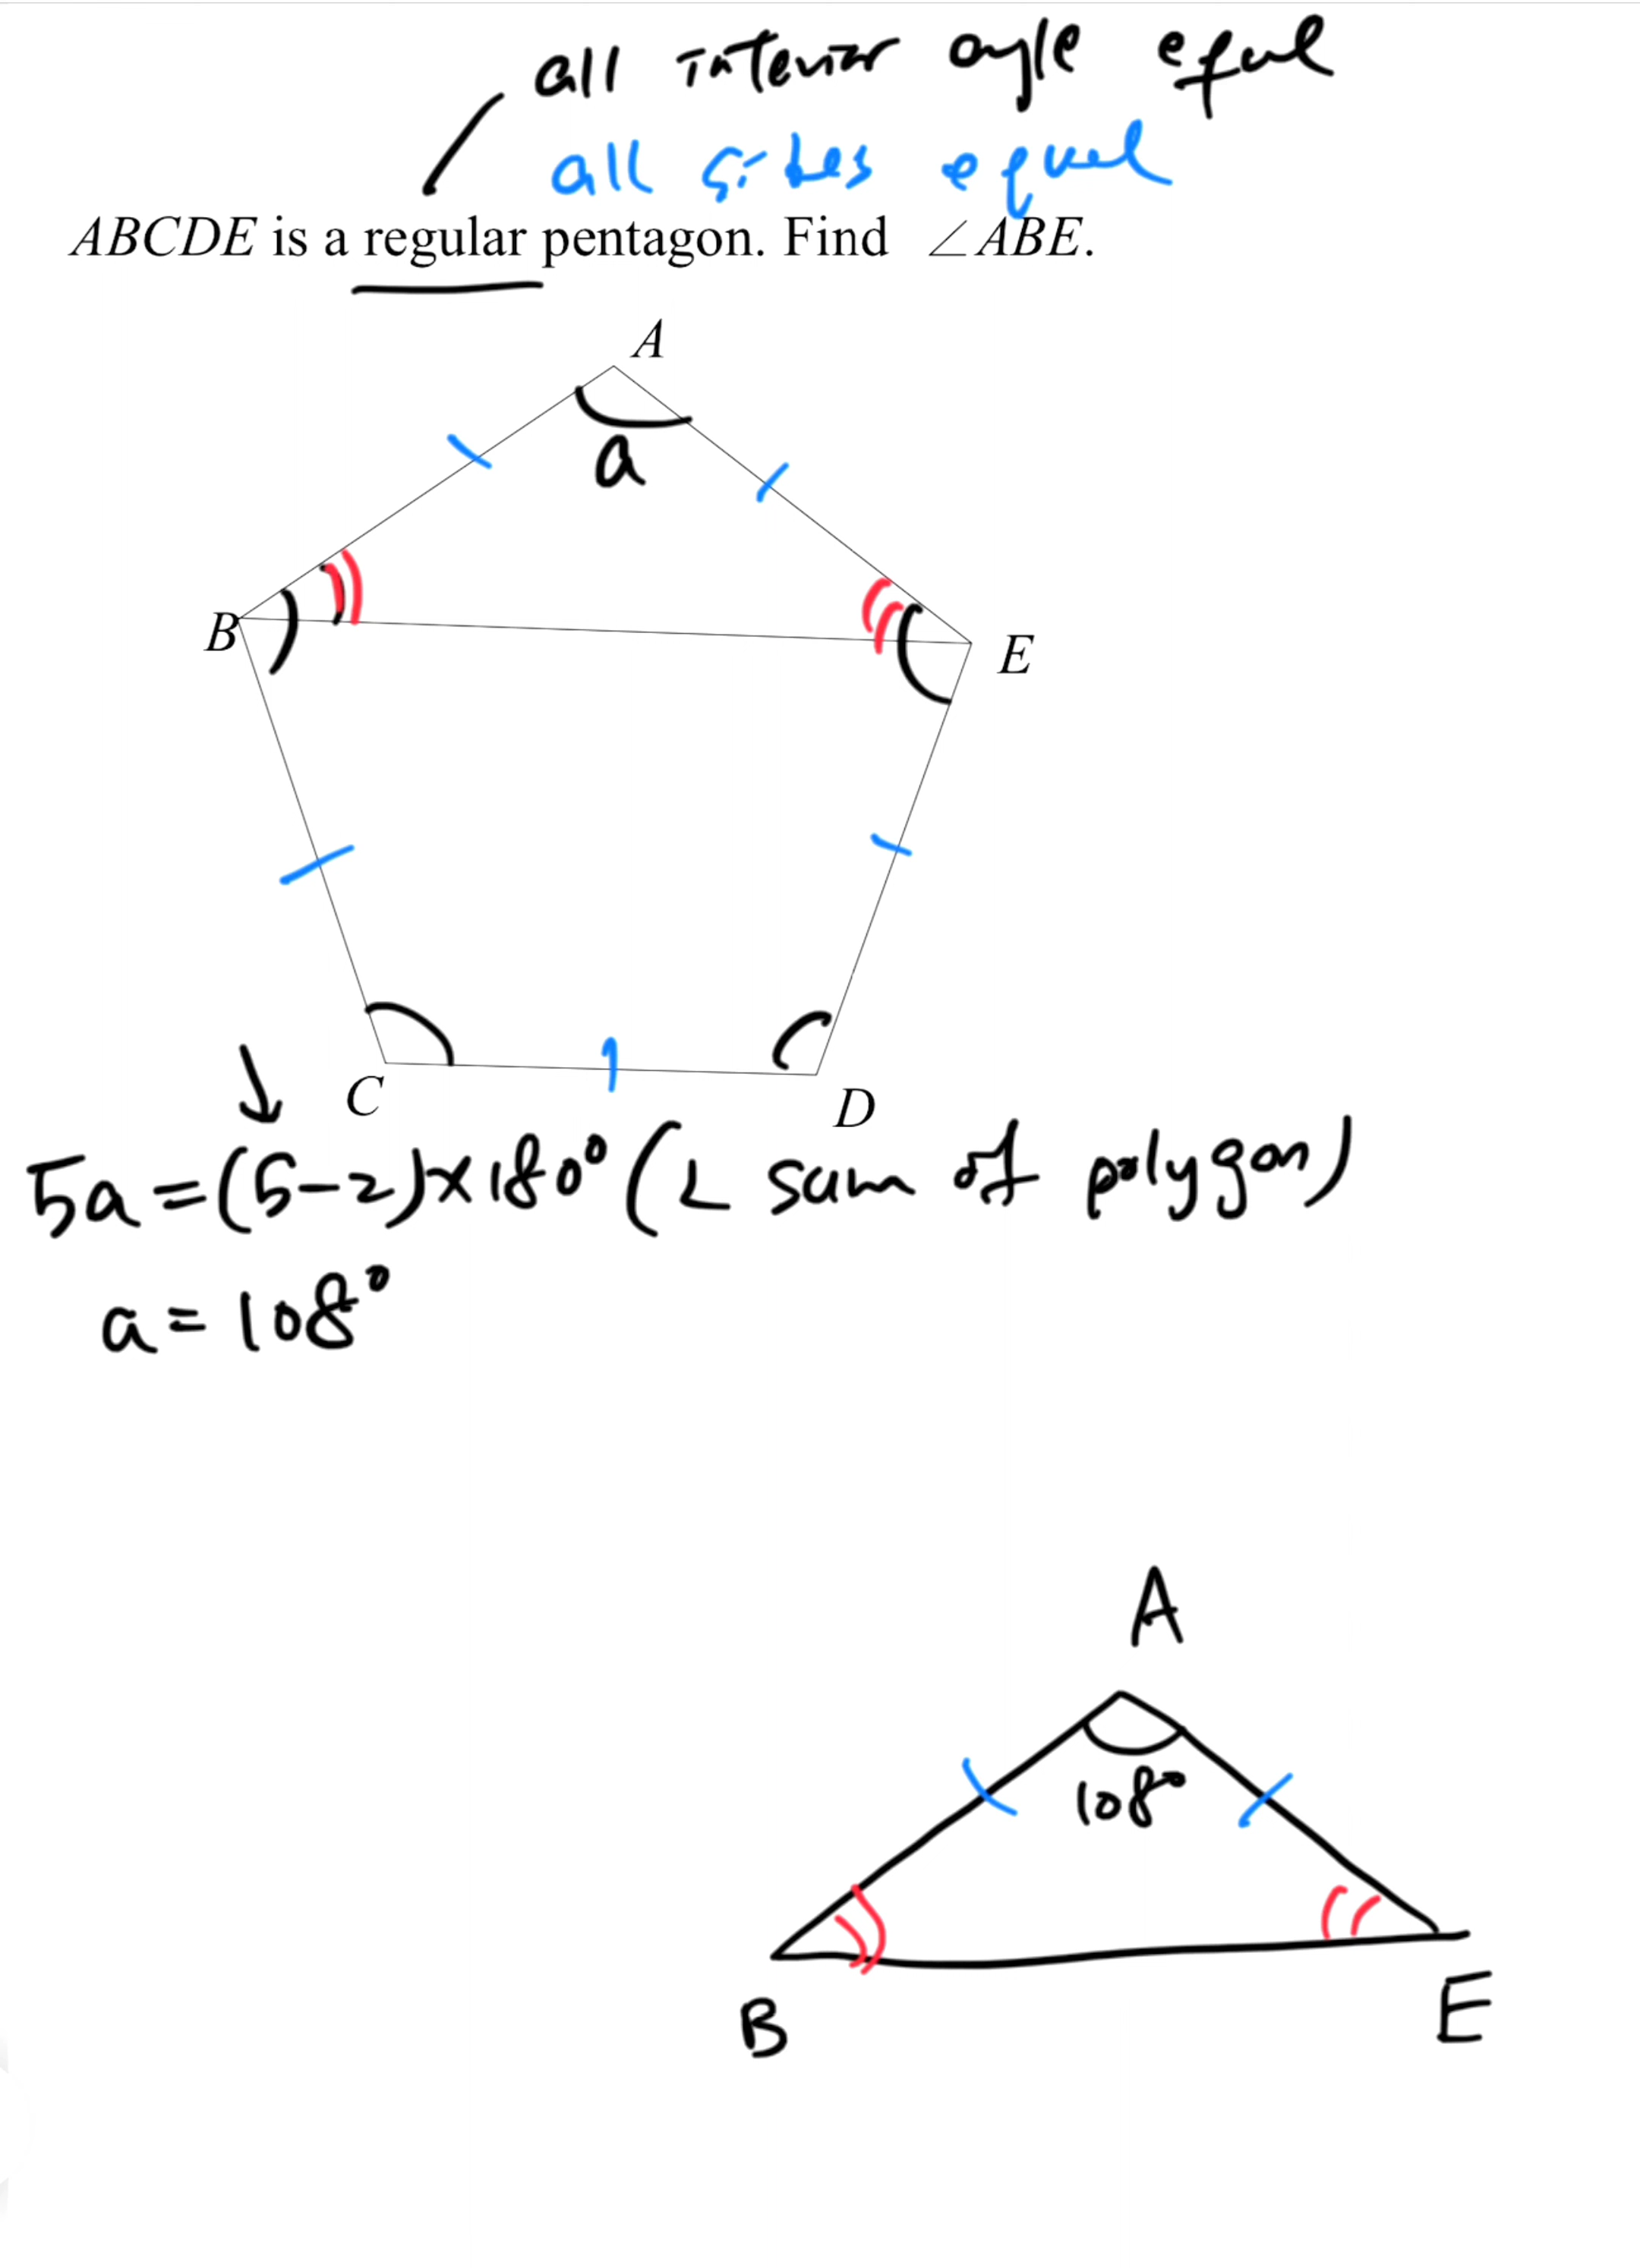 all interior angle equal
all sides equal
ABCDE is a regular pentagon. Find ∠ABE.
A
a
B
E
C
D
5a=(5-2)×180° (∠ sum of polygon)
a=108°
A
108°
B
E